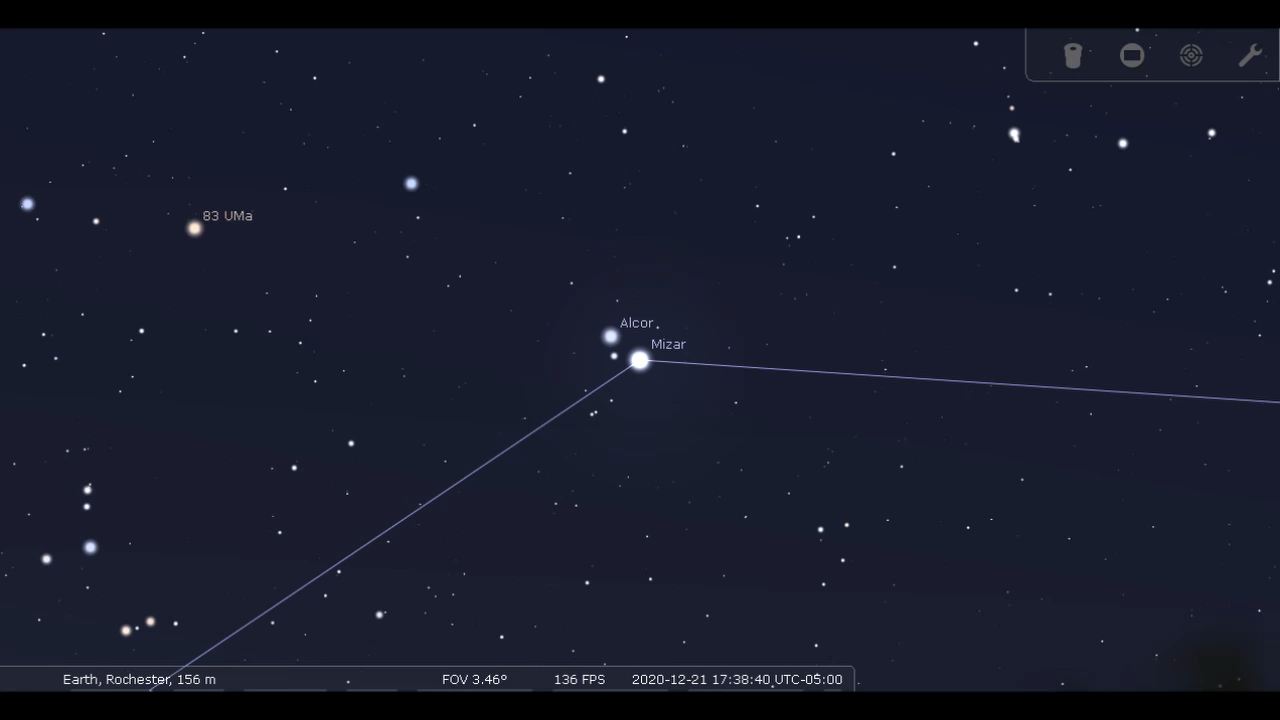 83 UMa
Alcor
Mizar
Earth, Rochester, 156 m FOV 3.46° 136 FPS 2020-12-21 17:38:40 UTC-05:00